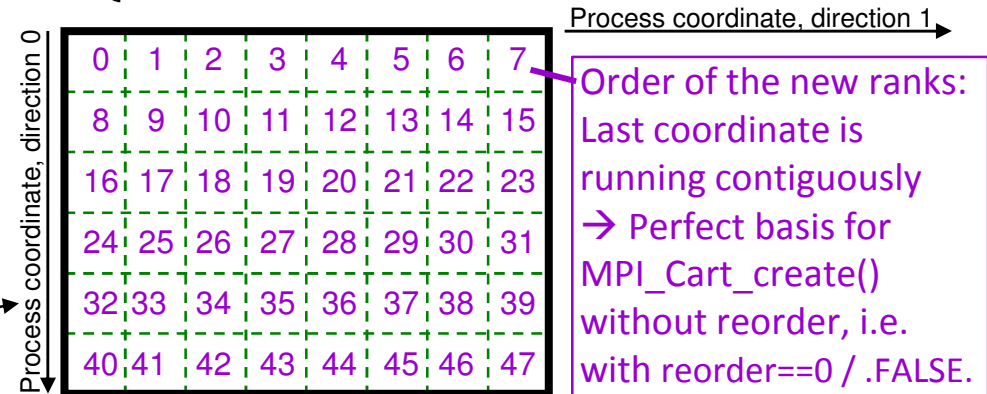 Process coordinate, direction 1
Process coordinate, direction 0
0 1 2 3 4 5 6 7
8 9 10 11 12 13 14 15
16 17 18 19 20 21 22 23
24 25 26 27 28 29 30 31
32 33 34 35 36 37 38 39
40 41 42 43 44 45 46 47
Order of the new ranks:
Last coordinate is
running contiguously
→ Perfect basis for
MPI_Cart_create()
without reorder, i.e.
with reorder==0 / .FALSE.